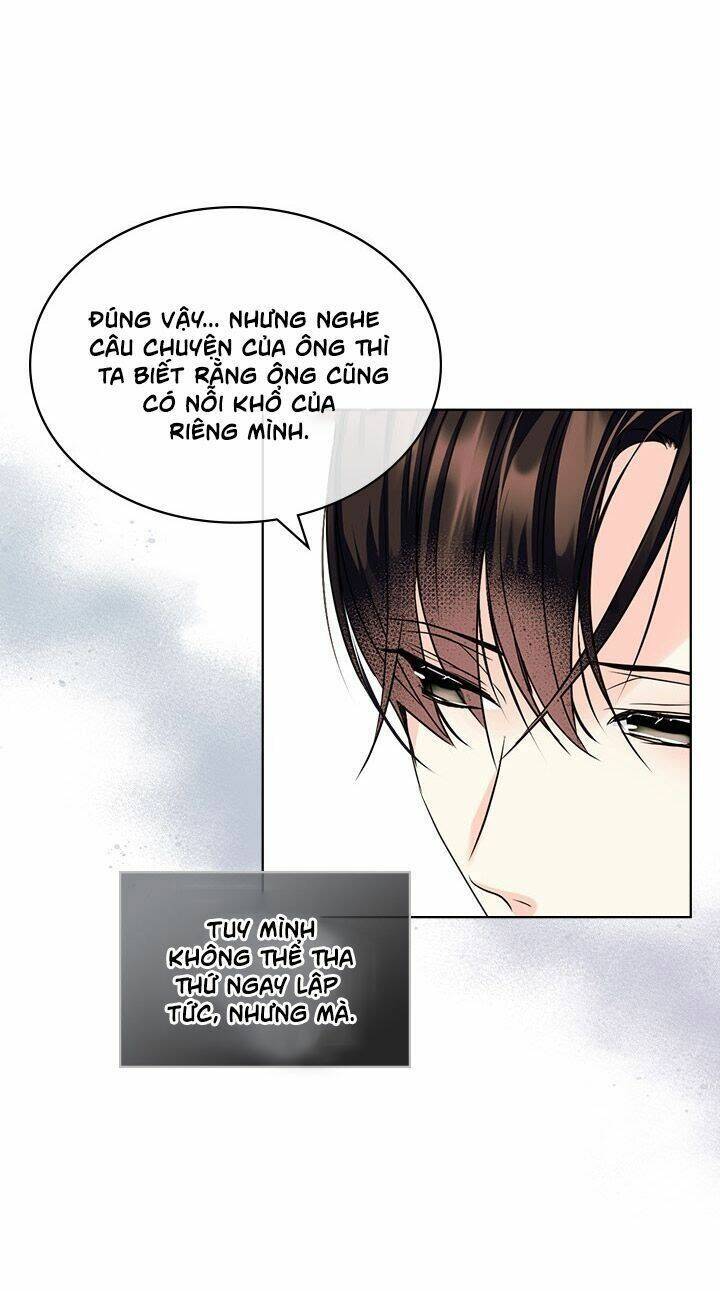 ĐÚNG VẬY... NHƯNG NGHE
CÂU CHUYỆN CỦA ÔNG THÌ
TA BIẾT RẰNG ÔNG CŨNG
CÓ NỖI KHỔ CỦA
RIÊNG MÌNH.
TUY MÌNH
KHÔNG THỂ THA
THỨ NGAY LẬP
TỨC, NHƯNG MÀ.